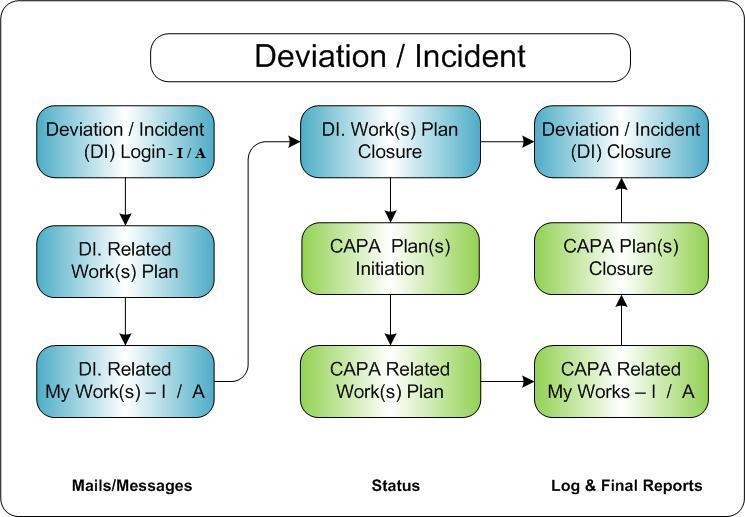 Deviation / Incident
Deviation / Incident
(DI) Login - I / A
DI. Related
Work(s) Plan
DI. Related
My Work(s) – I / A
DI. Work(s) Plan
Closure
CAPA Plan(s)
Initiation
CAPA Related
Work(s) Plan
Deviation / Incident
(DI) Closure
CAPA Plan(s)
Closure
CAPA Related
My Works – I / A
Mails/Messages
Status
Log & Final Reports